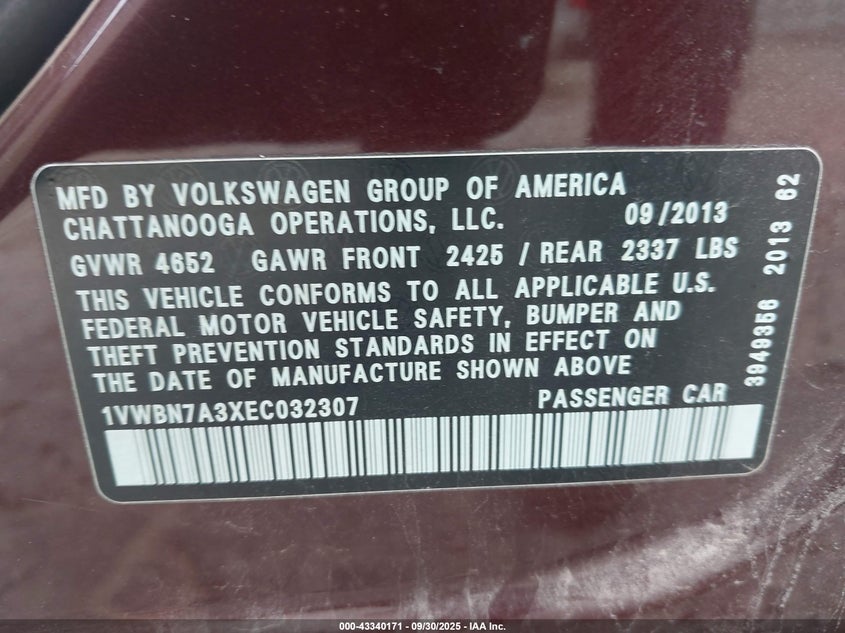 MFD BY VOLKSWAGEN GROUP OF AMERICA
CHATTANOOGA OPERATIONS, LLC. 09/2013
GVWR 4652 GAWR FRONT 2425 / REAR 2337 LBS
THIS VEHICLE CONFORMS TO ALL APPLICABLE U.S.
FEDERAL MOTOR VEHICLE SAFETY, BUMPER AND
THEFT PREVENTION STANDARDS IN EFFECT ON
THE DATE OF MANUFACTURE SHOWN ABOVE
1VWBN7A3XEC032307 PASSENGER CAR
3949356 2013 62
000-43340171 - 09/30/2025 - IAA Inc.